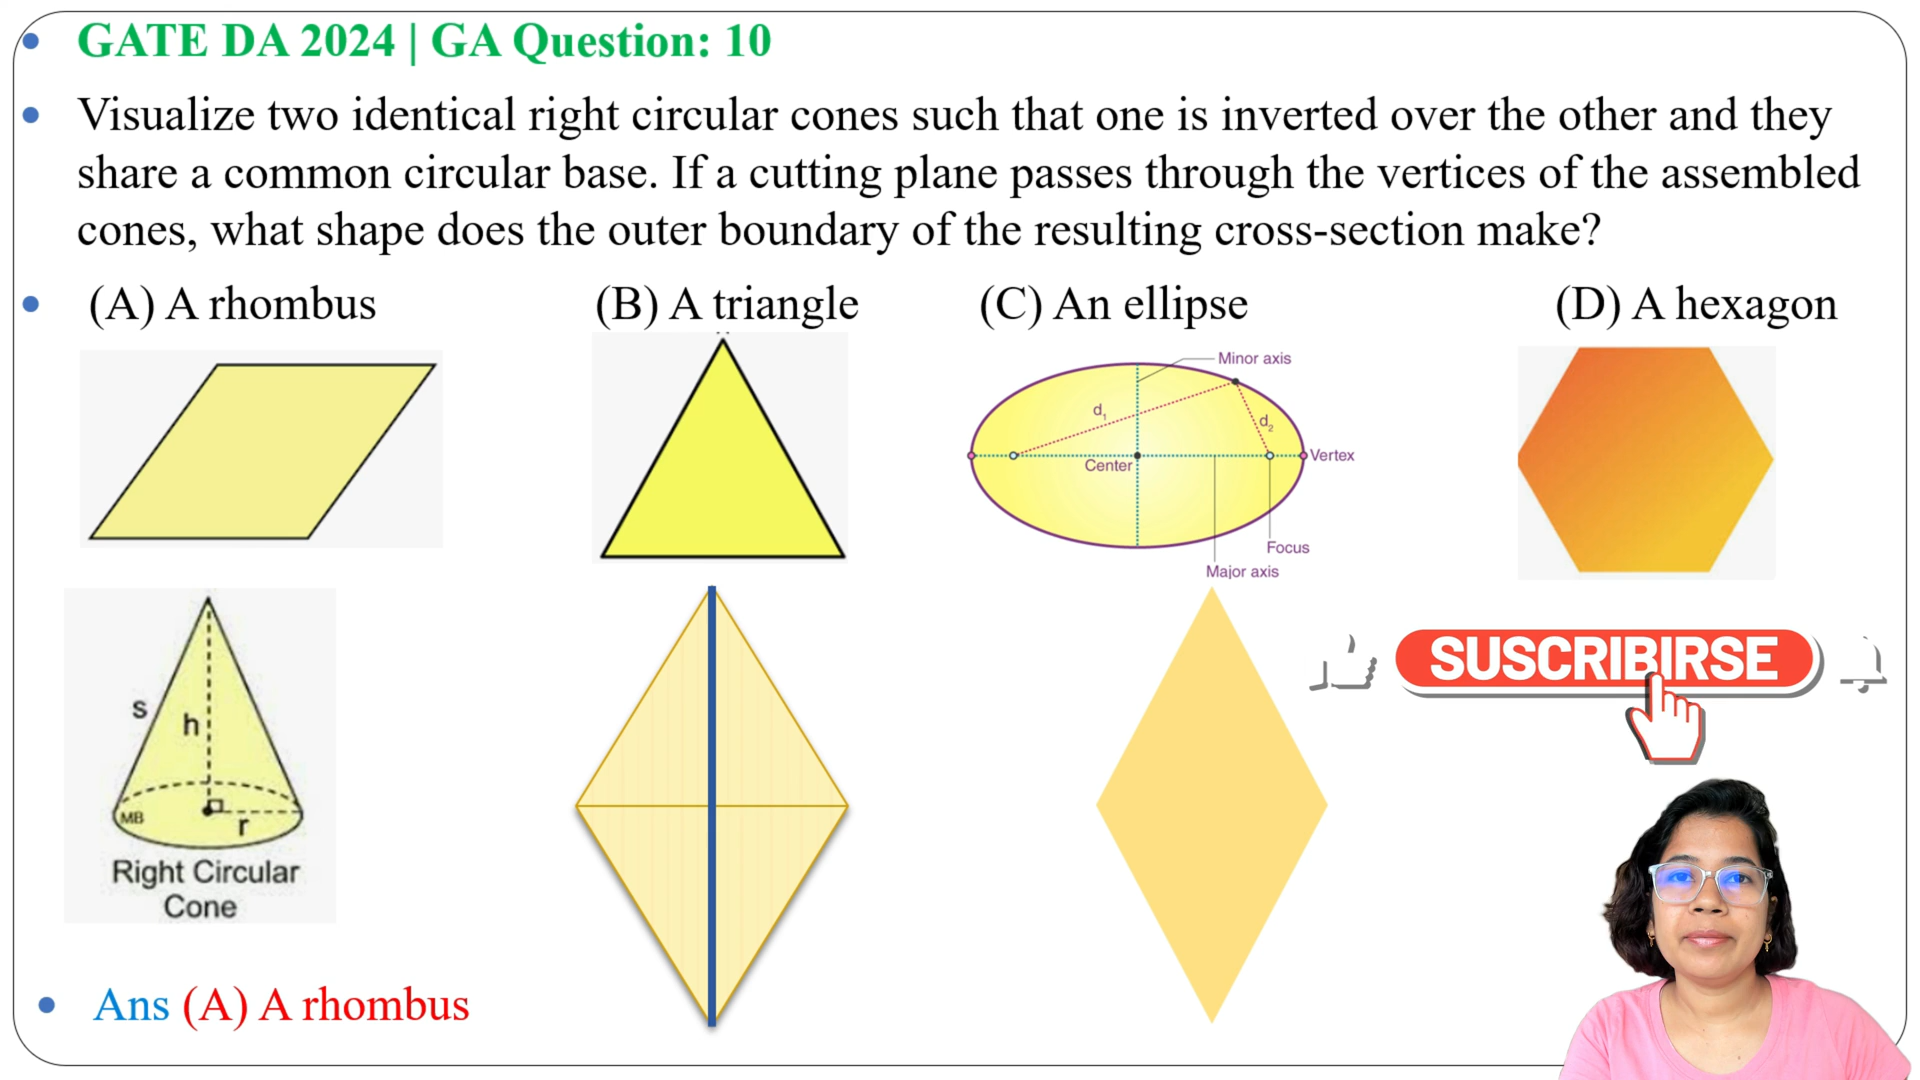 GATE DA 2024 | GA Question: 10
Visualize two identical right circular cones such that one is inverted over the other and they
share a common circular base. If a cutting plane passes through the vertices of the assembled
cones, what shape does the outer boundary of the resulting cross-section make?
(A) A rhombus (B) A triangle (C) An ellipse (D) A hexagon
Minor axis
d₁
d₂
Center
Vertex
Focus
Major axis
s
h
MB
r
Right Circular
Cone
SUSCRIBIRSE
Ans (A) A rhombus